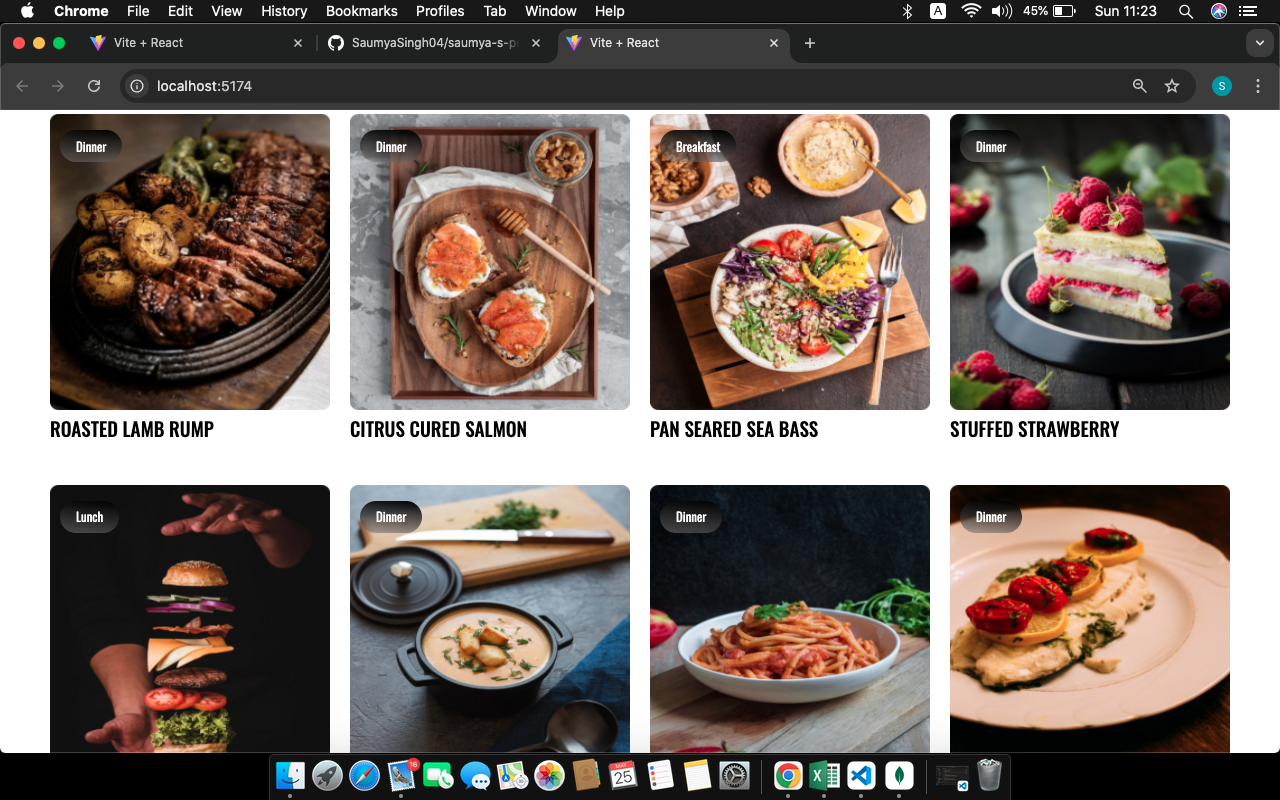 Chrome File Edit View History Bookmarks Profiles Tab Window Help A 45% Sun 11:23
Vite + React SaumyaSingh04/saumya-s-p Vite + React
localhost:5174 S
Dinner Dinner Breakfast Dinner
ROASTED LAMB RUMP CITRUS CURED SALMON PAN SEARED SEA BASS STUFFED STRAWBERRY
Lunch Dinner Dinner Dinner
16 MAY 25